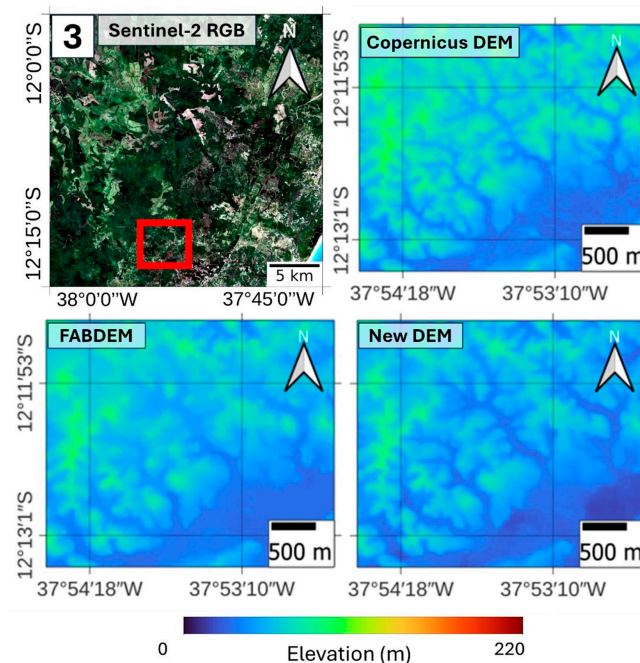 3 Sentinel-2 RGB
N
12°0'0''S
12°15'0''S
5 km
38°0'0''W 37°45'0''W
Copernicus DEM
N
12°11'53''S
12°13'1''S
500 m
37°54'18''W 37°53'10''W
FABDEM
N
12°11'53''S
12°13'1''S
500 m
37°54'18''W 37°53'10''W
New DEM
N
500 m
37°54'18''W 37°53'10''W
0 220
Elevation (m)